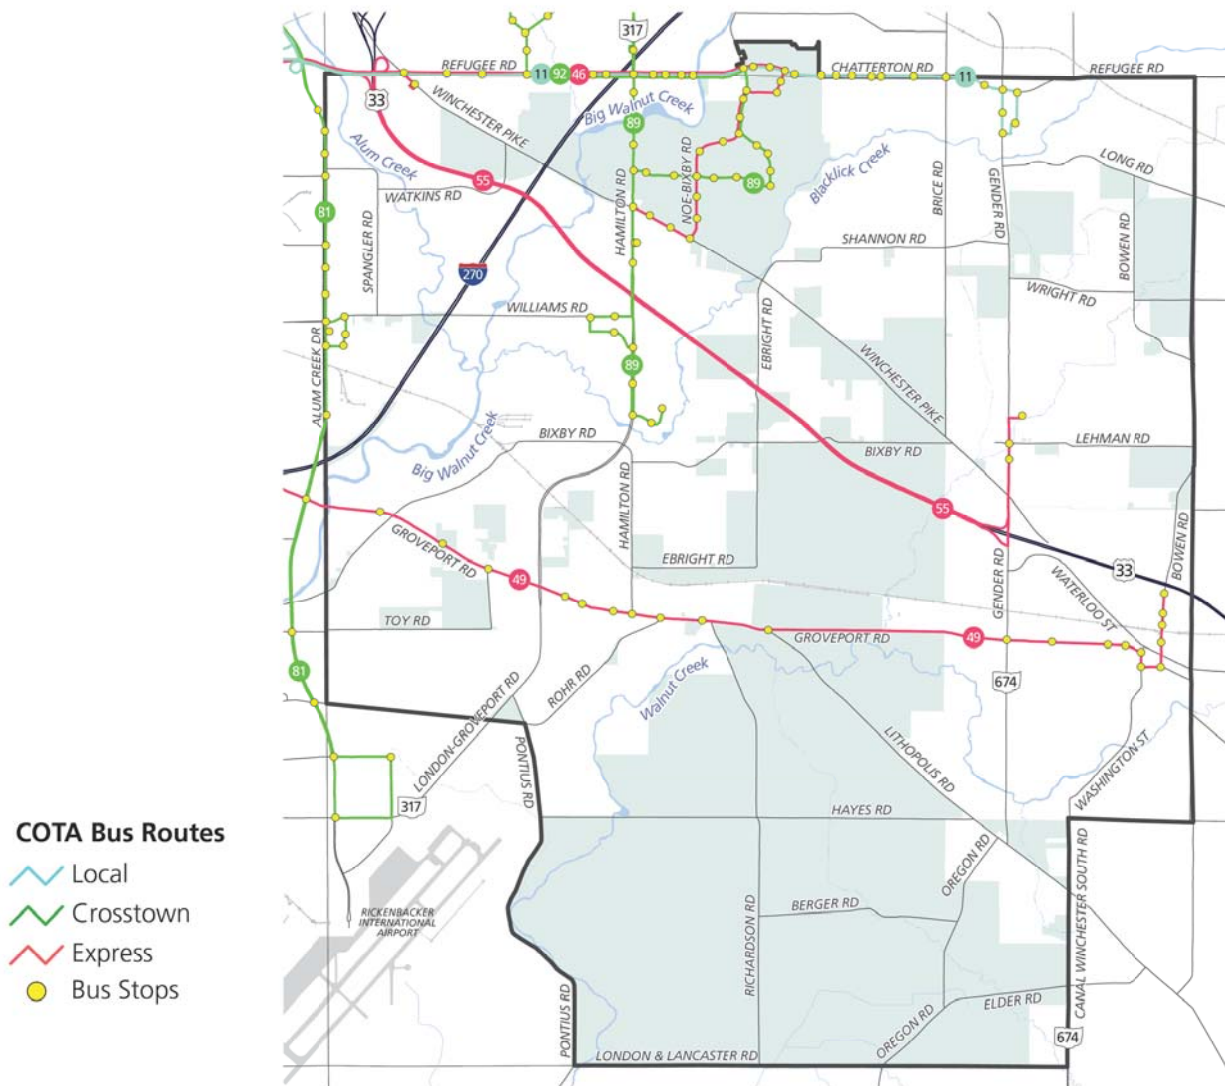 317
REFUGEE RD
11
92
46
CHATTERTON RD
11
REFUGEE RD
33
WINCHESTER PIKE
Big Walnut Creek
89
Alum Creek
NOE-BIXBY RD
Blacklick Creek
BRICE RD
GENDER RD
LONG RD
55
WATKINS RD
89
81
SPANGLER RD
HAMILTON RD
SHANNON RD
BOWEN RD
270
WRIGHT RD
WILLIAMS RD
EBRIGHT RD
ALUM CREEK DR
89
WINCHESTER PIKE
Big Walnut Creek
BIXBY RD
BIXBY RD
LEHMAN RD
HAMILTON RD
55
BOWEN RD
GROVEPORT RD
EBRIGHT RD
33
49
GENDER RD
WATERLOO ST
TOY RD
GROVEPORT RD
49
81
ROHR RD
Walnut Creek
674
LONDON-GROVEPORT RD
PONTIUS RD
LITHOPOLIS RD
WASHINGTON ST
317
HAYES RD
COTA Bus Routes
Local
Crosstown
Express
Bus Stops
RICKENBACKER
INTERNATIONAL
AIRPORT
OREGON RD
BERGER RD
RICHARDSON RD
CANAL WINCHESTER SOUTH RD
PONTIUS RD
ELDER RD
OREGON RD
674
LONDON & LANCASTER RD